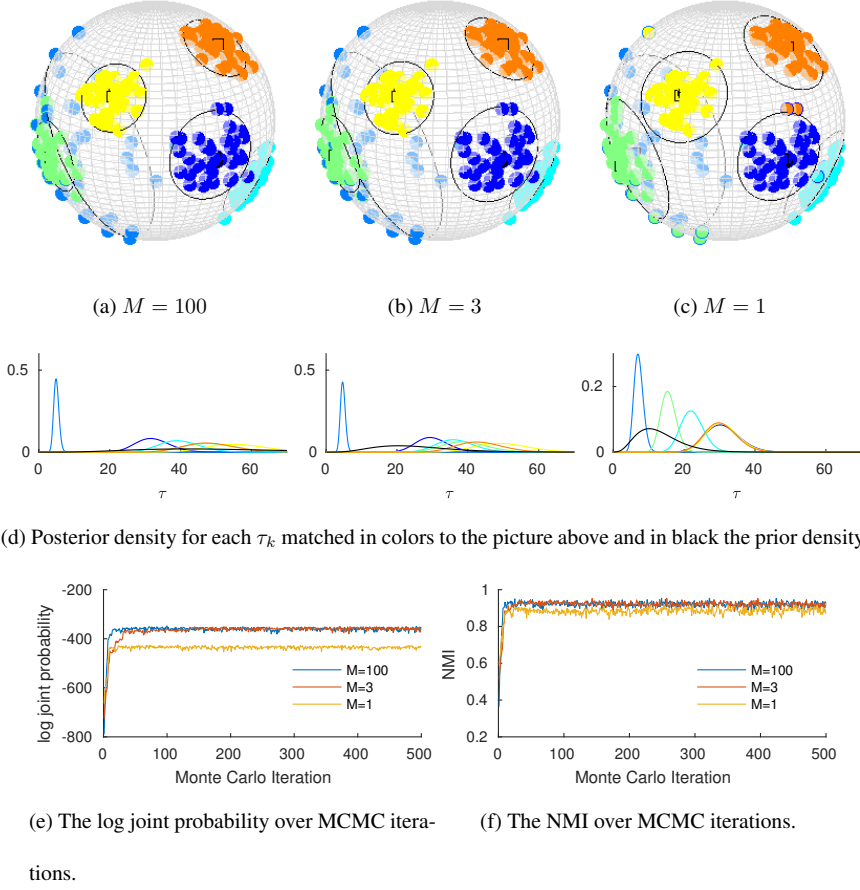 (a) M = 100
(b) M = 3
(c) M = 1
0.5
0
0 20 40 60
τ
0.5
0
0 20 40 60
τ
0.2
0
0 20 40 60
τ
(d) Posterior density for each τk matched in colors to the picture above and in black the prior density
-200
-400
-600
-800
log joint probability
M=100
M=3
M=1
0 100 200 300 400 500
Monte Carlo Iteration
1
0.8
0.6
0.4
0.2
NMI
M=100
M=3
M=1
0 100 200 300 400 500
Monte Carlo Iteration
(e) The log joint probability over MCMC itera-
tions.
(f) The NMI over MCMC iterations.